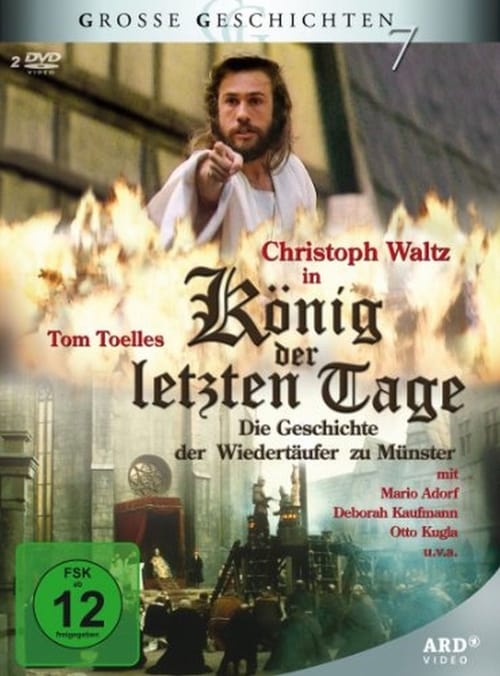 GROSSE GESCHICHTEN 7
2 DVD
VIDEO
Christoph Waltz
in
Tom Toelles
König
der
letzten Tage
Die Geschichte
der Wiedertäufer zu Münster
mit
Mario Adorf
Deborah Kaufmann
Otto Kugla
u.v.a.
FSK
ab
12
freigegeben
ARD
VIDEO